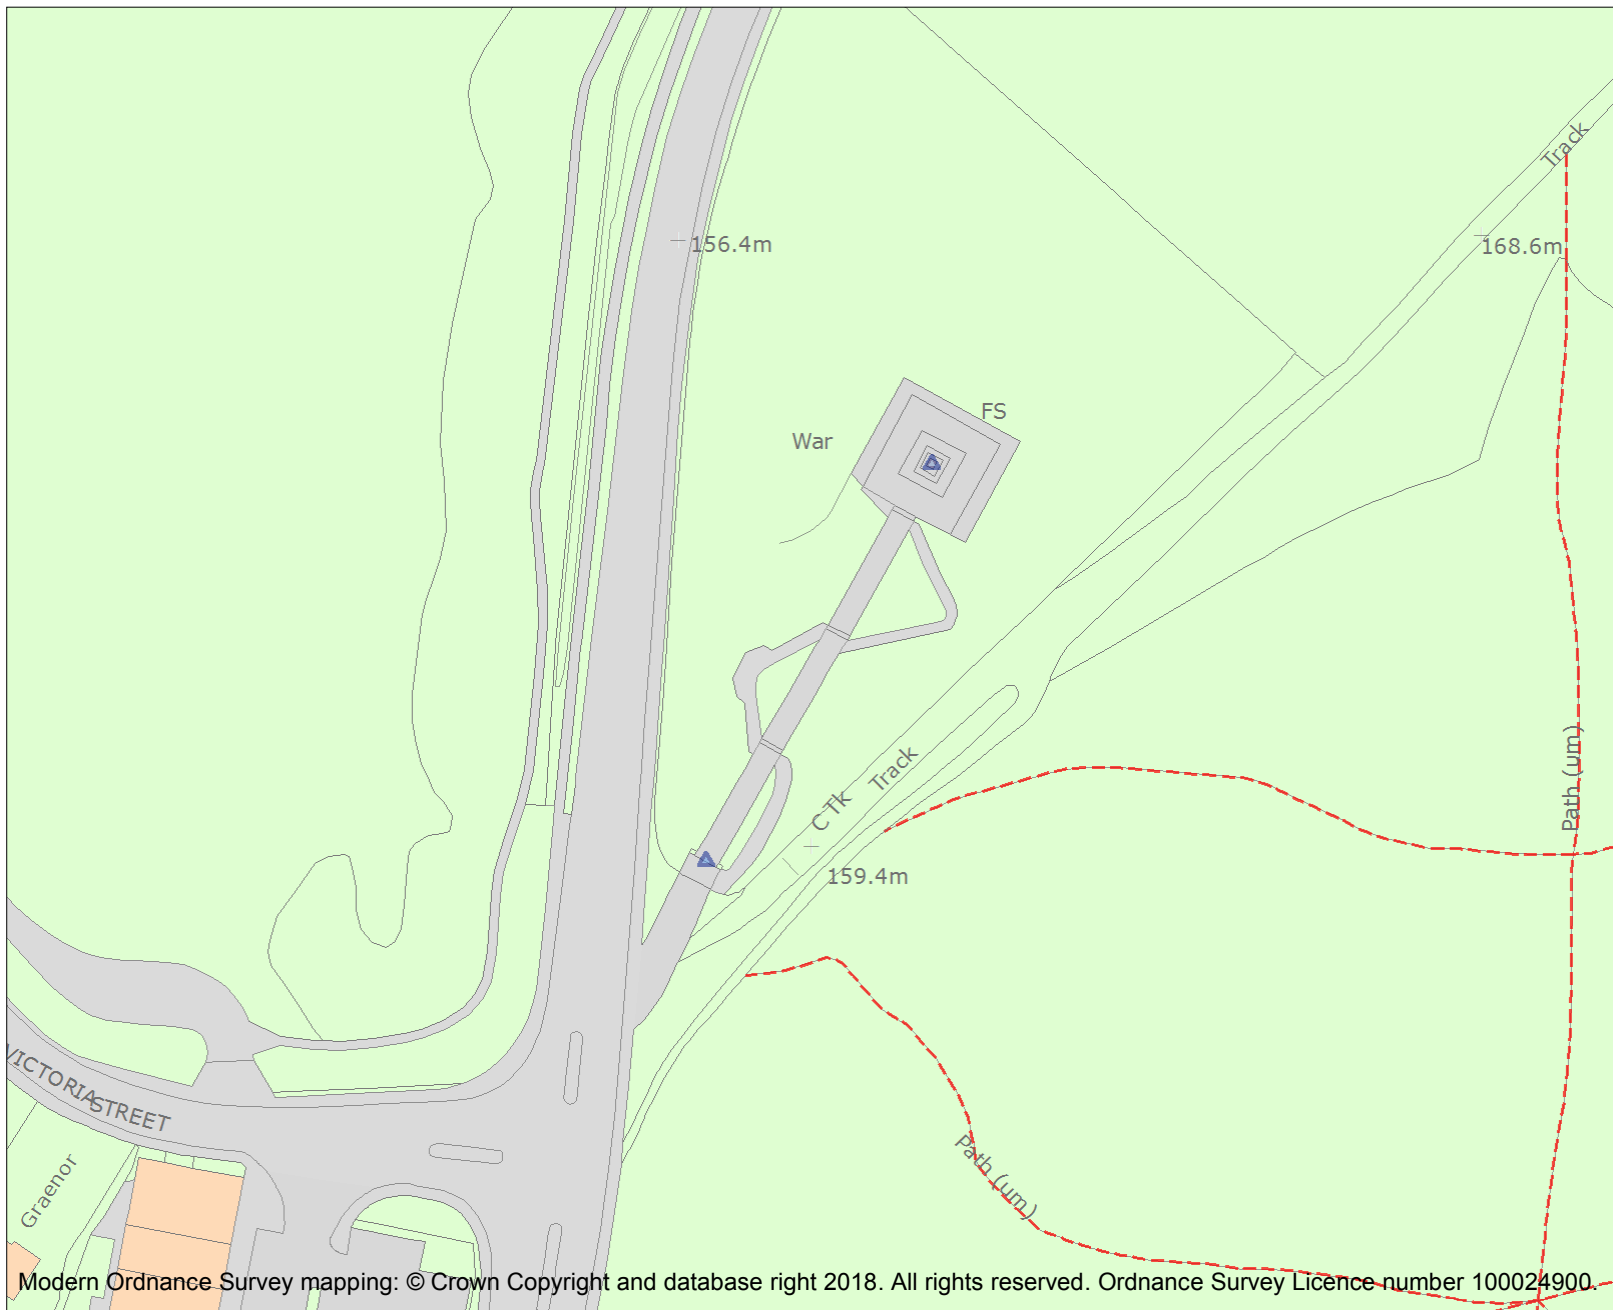 Track
156.4m
168.6m
FS
War
Path (um)
Track
C Tk
159.4m
VICTORIA STREET
Path (um)
Graenor
Modern Ordnance Survey mapping: © Crown Copyright and database right 2018. All rights reserved. Ordnance Survey Licence number 100024900.